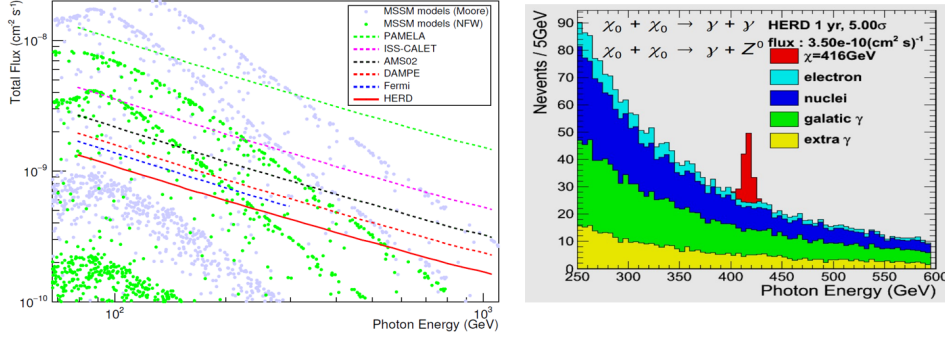 Total Flux (cm⁻² s⁻¹)
10⁻⁸
10⁻⁹
10⁻¹⁰
MSSM models (Moore)
MSSM models (NFW)
PAMELA
ISS-CALET
AMS02
DAMPE
Fermi
HERD
10²
10³
Photon Energy (GeV)
Nevents / 5GeV
90
80
70
60
50
40
30
20
10
0
χ₀ + χ₀ → γ + γ
χ₀ + χ₀ → γ + Z⁰
HERD 1 yr, 5.00σ
flux : 3.50e-10(cm² s)⁻¹
χ=416GeV
electron
nuclei
galatic γ
extra γ
250 300 350 400 450 500 550 600
Photon Energy (GeV)